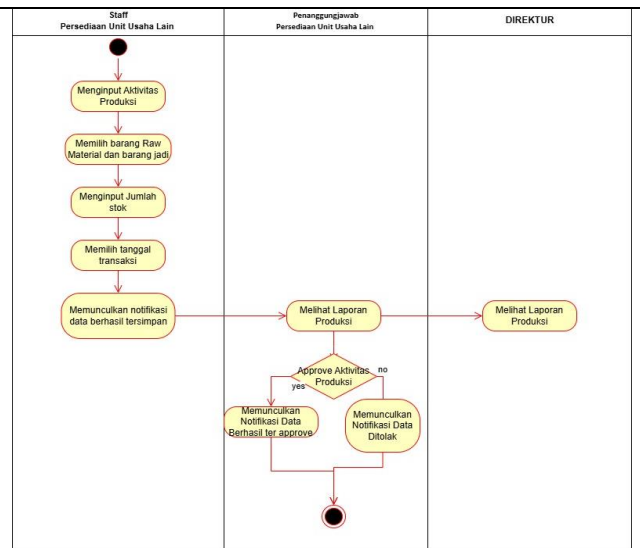 Staff
Persediaan Unit Usaha Lain
Penanggungjawab
Persediaan Unit Usaha Lain
DIREKTUR
Menginput Aktivitas
Produksi
Memilih barang Raw
Material dan barang jadi
Menginput Jumlah
stok
Memilih tanggal
transaksi
Memunculkan notifikasi
data berhasil tersimpan
Melihat Laporan
Produksi
Melihat Laporan
Produksi
Approve Aktivitas
Produksi
no
yes
Memunculkan
Notifikasi Data
Berhasil ter approve
Memunculkan
Notifikasi Data
Ditolak